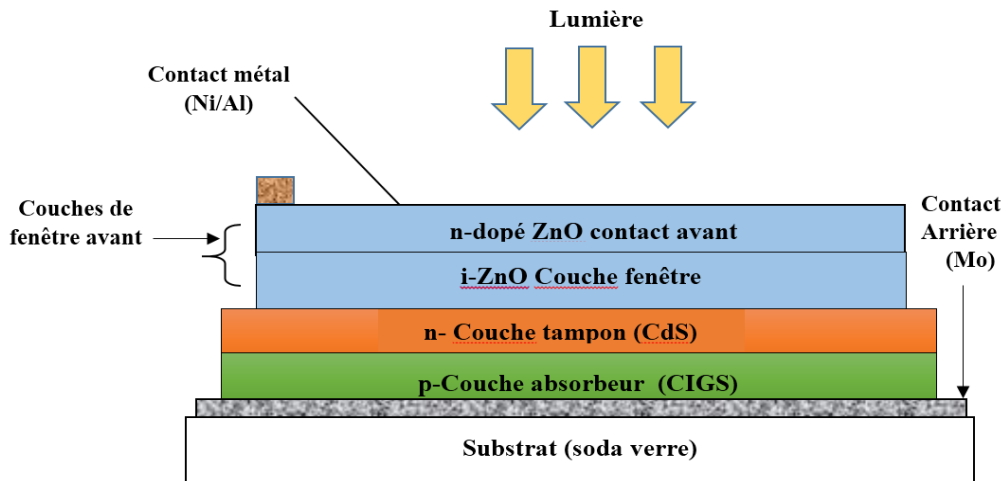 Lumière
Contact métal
(Ni/Al)
Couches de
fenêtre avant
Contact
Arrière
(Mo)
n-dopé ZnO contact avant
i-ZnO Couche fenêtre
n- Couche tampon (CdS)
p-Couche absorbeur (CIGS)
Substrat (soda verre)